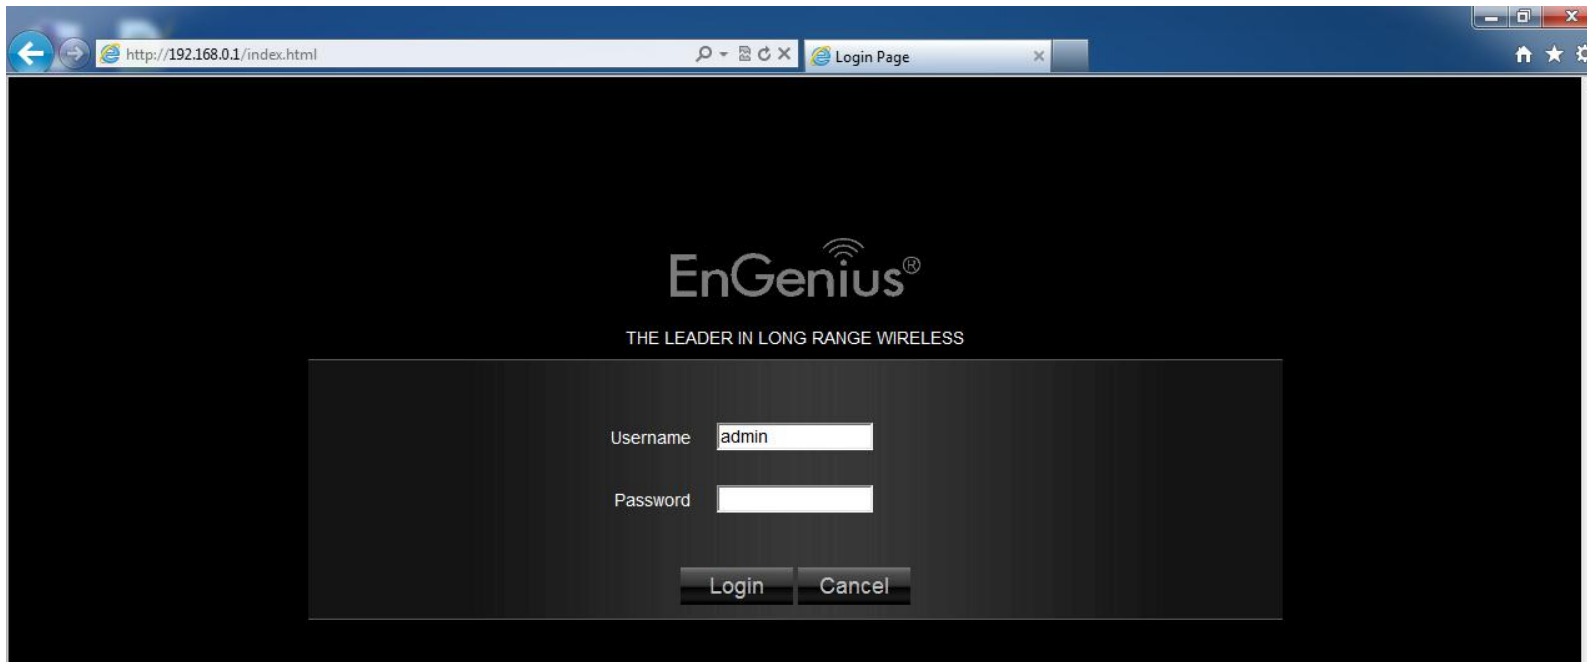 http://192.168.0.1/index.html
Login Page
EnGenius®
THE LEADER IN LONG RANGE WIRELESS
Username admin
Password
Login Cancel